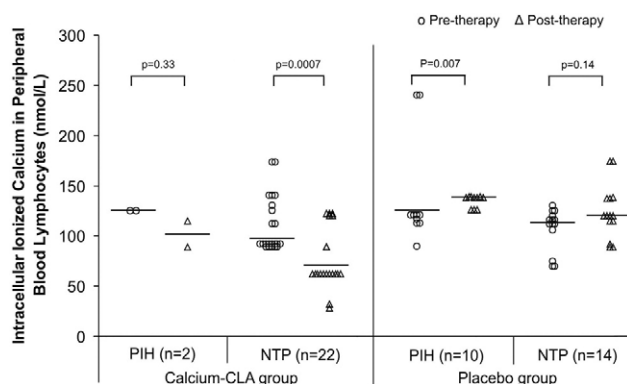 o Pre-therapy Δ Post-therapy
Intracellular Ionized Calcium in Peripheral
Blood Lymphocytes (nmol/L)
300
250
200
150
100
50
0
p=0.33
p=0.0007
P=0.007
p=0.14
PIH (n=2)
NTP (n=22)
PIH (n=10)
NTP (n=14)
Calcium-CLA group
Placebo group